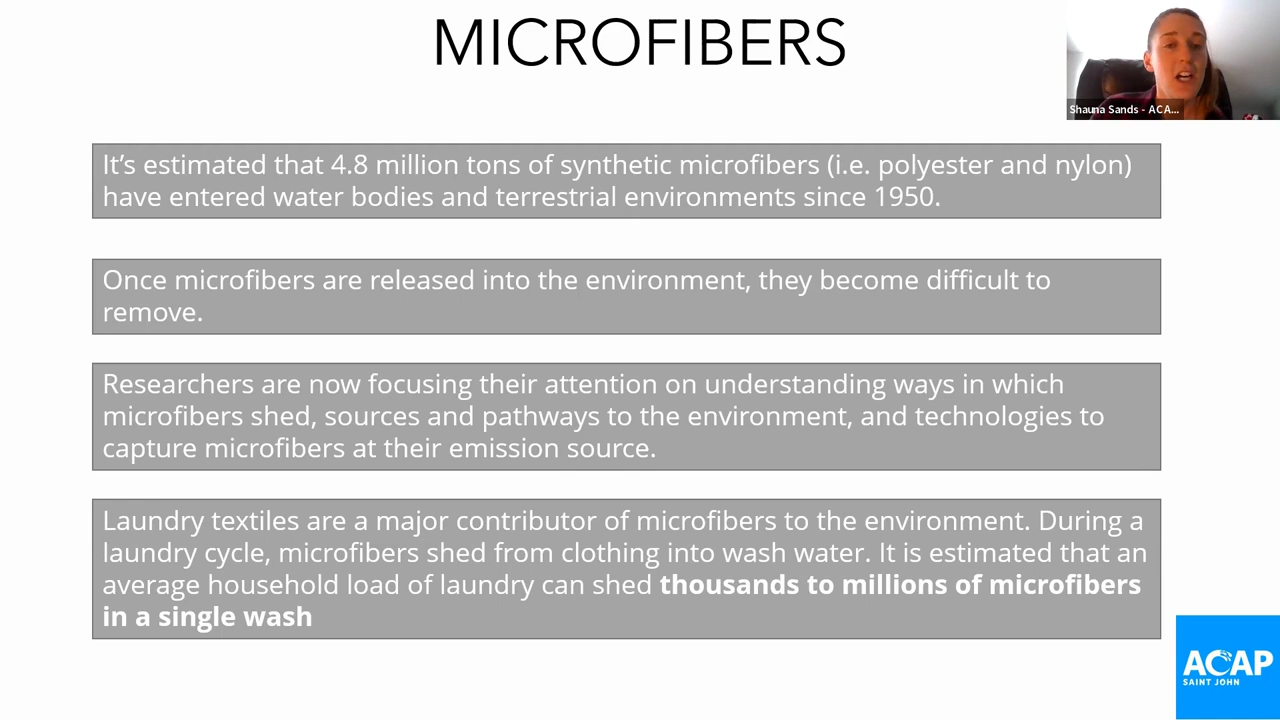 MICROFIBERS
Shauna Sands - ACA...
It’s estimated that 4.8 million tons of synthetic microfibers (i.e. polyester and nylon)
have entered water bodies and terrestrial environments since 1950.
Once microfibers are released into the environment, they become difficult to
remove.
Researchers are now focusing their attention on understanding ways in which
microfibers shed, sources and pathways to the environment, and technologies to
capture microfibers at their emission source.
Laundry textiles are a major contributor of microfibers to the environment. During a
laundry cycle, microfibers shed from clothing into wash water. It is estimated that an
average household load of laundry can shed thousands to millions of microfibers
in a single wash
ACAP
SAINT JOHN